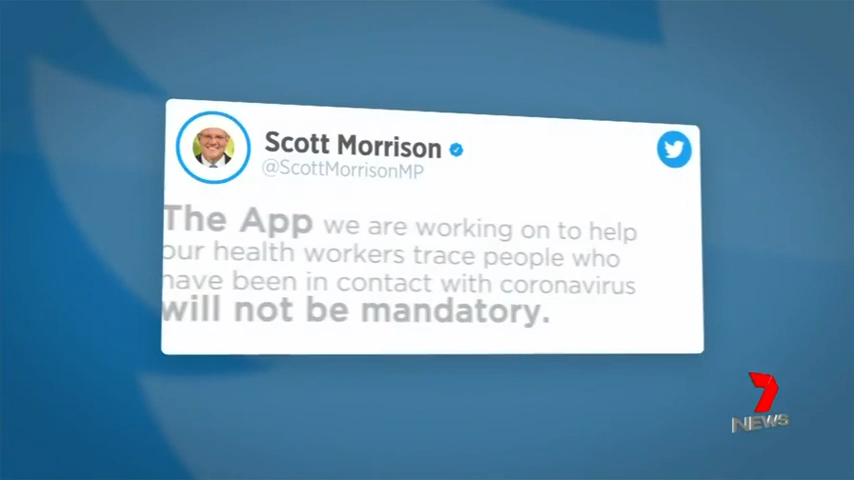 Scott Morrison
@ScottMorrisonMP
The App we are working on to help
our health workers trace people who
have been in contact with coronavirus
will not be mandatory.
7
NEWS